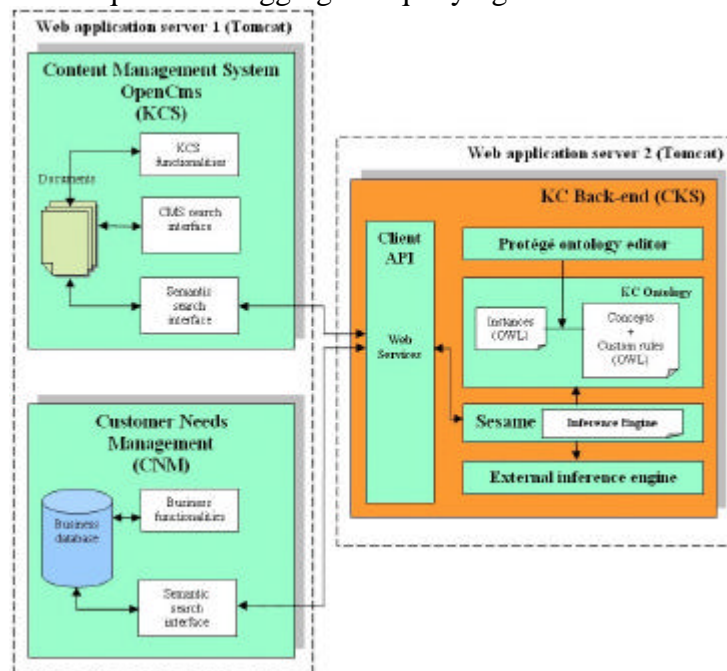 Web application server 1 (Tomcat)
Content Management System
OpenCms
(KCS)
KCS
functionalities
Documents
CMS search
interface
Semantic
search
interface
Customer Needs
Management
(CNM)
Business
functionalities
Business
database
Semantic
search
interface
Web application server 2 (Tomcat)
KC Back-end (CKS)
Client
API
Web
Services
Protégé ontology editor
KC Ontology
Instances
(OWL)
Concepts
+
Custom rules
(OWL)
Sesame
Inference Engine
External inference engine